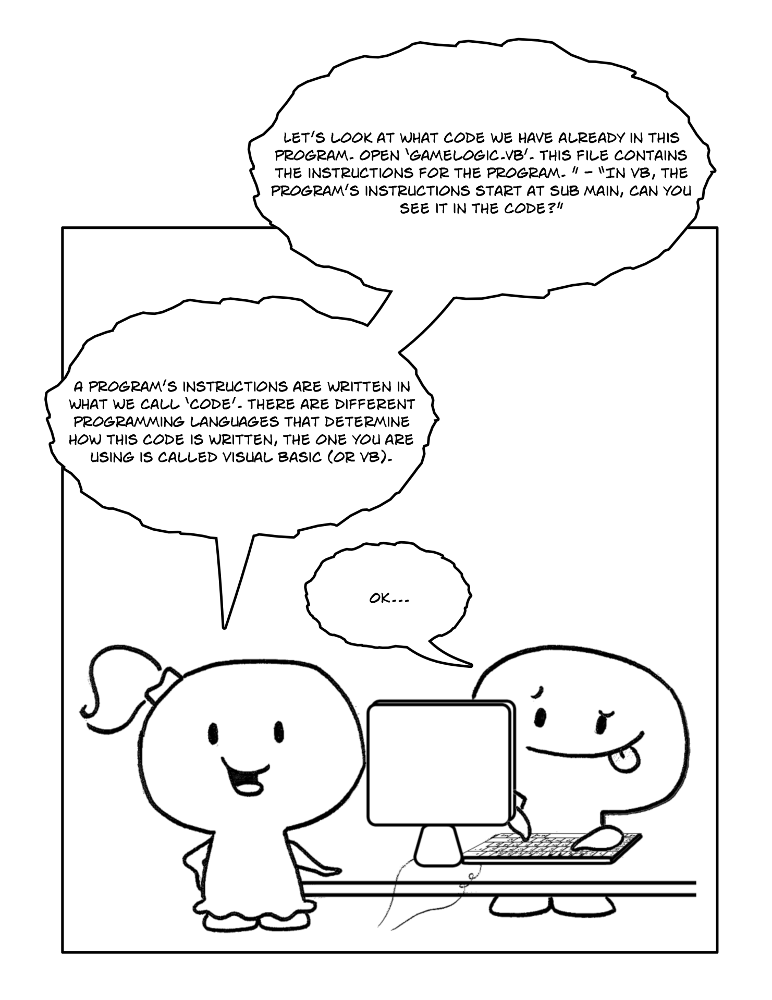 LET'S LOOK AT WHAT CODE WE HAVE ALREADY IN THIS
PROGRAM. OPEN 'GAMELOGIC.VB'. THIS FILE CONTAINS
THE INSTRUCTIONS FOR THE PROGRAM. " - "IN VB, THE
PROGRAM'S INSTRUCTIONS START AT SUB MAIN, CAN YOU
SEE IT IN THE CODE?"
A PROGRAM'S INSTRUCTIONS ARE WRITTEN IN
WHAT WE CALL 'CODE'. THERE ARE DIFFERENT
PROGRAMMING LANGUAGES THAT DETERMINE
HOW THIS CODE IS WRITTEN, THE ONE YOU ARE
USING IS CALLED VISUAL BASIC (OR VB).
OK...